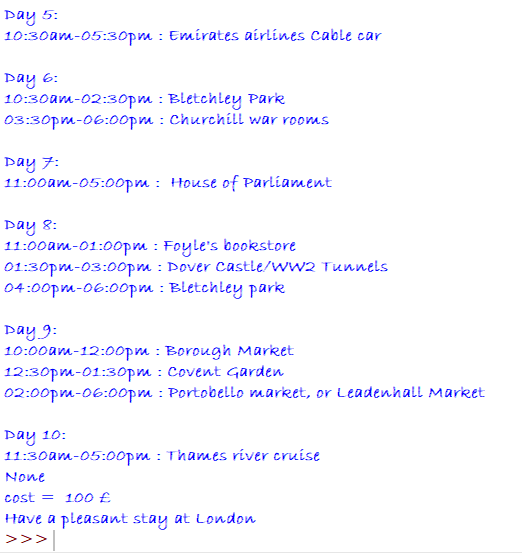 Day 5:
10:30am-05:30pm : Emirates airlines Cable car
Day 6:
10:30am-02:30pm : Bletchley Park
03:30pm-06:00pm : Churchill war rooms
Day 7:
11:00am-05:00pm :  House of Parliament
Day 8:
11:00am-01:00pm : Foyle's bookstore
01:30pm-03:00pm : Dover Castle/WW2 Tunnels
04:00pm-06:00pm : Bletchley park
Day 9:
10:00am-12:00pm : Borough Market
12:30pm-01:30pm : Covent Garden
02:00pm-06:00pm : Portobello market, or Leadenhall Market
Day 10:
11:30am-05:00pm : Thames river cruise
None
cost =  100 £
Have a pleasant stay at London
>>>